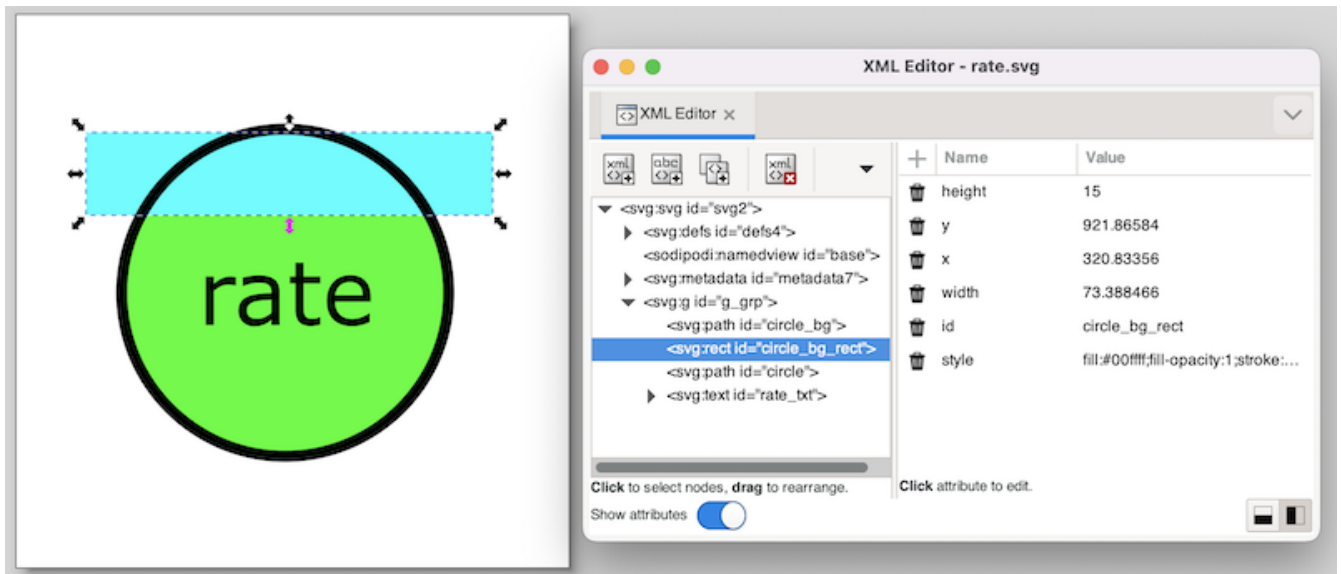 rate
XML Editor - rate.svg
XML Editor
xml
abc
xml
Name Value
height 15
y 921.86584
x 320.83356
width 73.388466
id circle_bg_rect
style fill:#00ffff;fill-opacity:1;stroke:...
<svg:svg id="svg2">
<svg:defs id="defs4">
<sodipodi:namedview id="base">
<svg:metadata id="metadata7">
<svg:g id="g_grp">
<svg:path id="circle_bg">
<svg:rect id="circle_bg_rect">
<svg:path id="circle">
<svg:text id="rate_txt">
Click to select nodes, drag to rearrange.
Click attribute to edit.
Show attributes